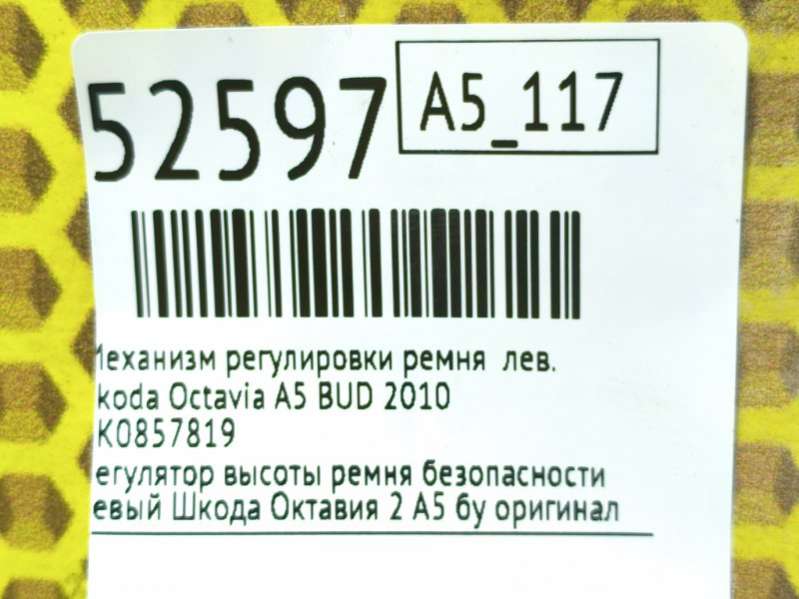 52597
A5_117
Механизм регулировки ремня лев.
koda Octavia A5 BUD 2010
K0857819
егулятор высоты ремня безопасности
евый Шкода Октавия 2 А5 бу оригинал